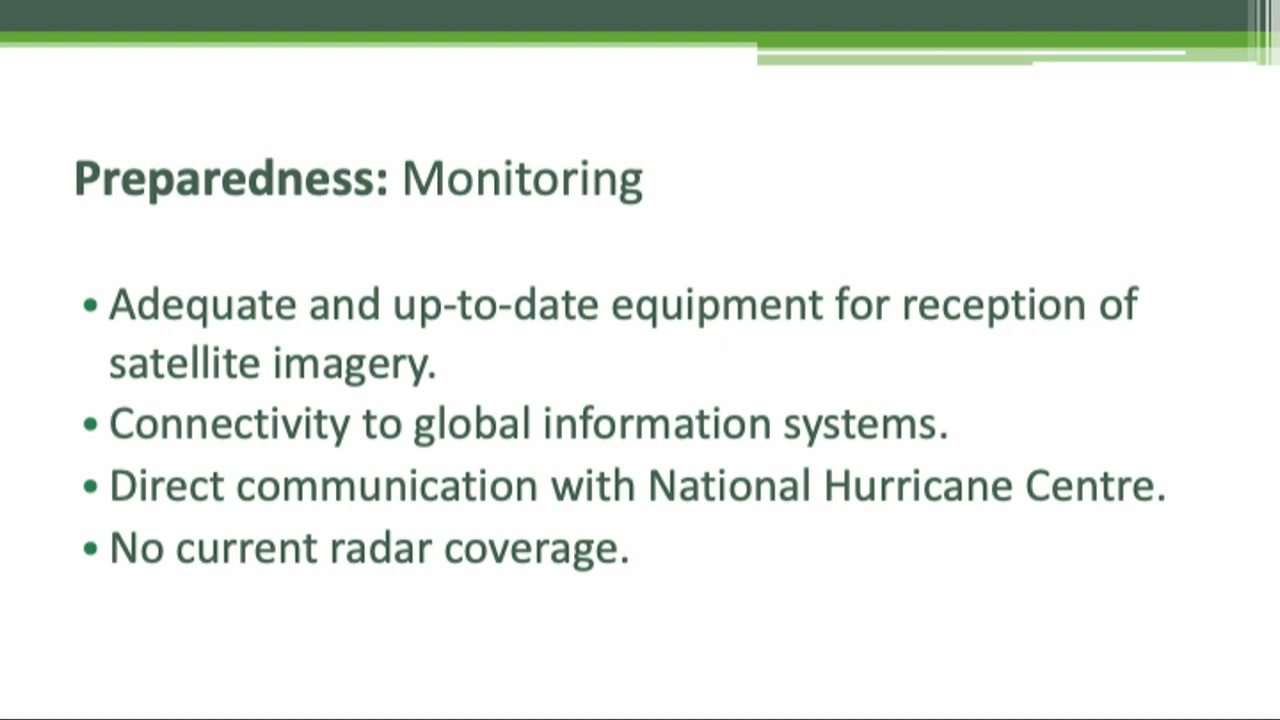 Preparedness: Monitoring
• Adequate and up-to-date equipment for reception of
satellite imagery.
• Connectivity to global information systems.
• Direct communication with National Hurricane Centre.
• No current radar coverage.